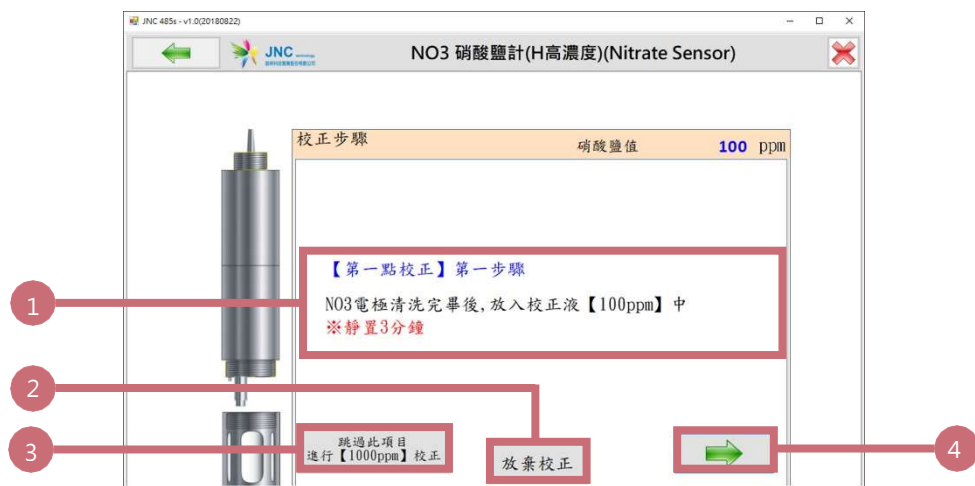 JNC 485s - v1.0(20180822)
JNC technology
NO3 硝酸鹽計(H高濃度)(Nitrate Sensor)
校正步驟 硝酸鹽值 100 ppm
【第一點校正】第一步驟
NO3電極清洗完畢後,放入校正液【100ppm】中
※靜置3分鐘
1
2
3
跳過此項目
進行【1000ppm】校正
放棄校正
4